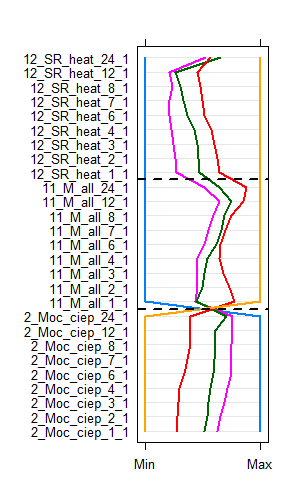 12_SR_heat_24_1
12_SR_heat_12_1
12_SR_heat_8_1
12_SR_heat_7_1
12_SR_heat_6_1
12_SR_heat_4_1
12_SR_heat_3_1
12_SR_heat_2_1
12_SR_heat_1_1
11_M_all_24_1
11_M_all_12_1
11_M_all_8_1
11_M_all_7_1
11_M_all_6_1
11_M_all_4_1
11_M_all_3_1
11_M_all_2_1
11_M_all_1_1
2_Moc_ciep_24_1
2_Moc_ciep_12_1
2_Moc_ciep_8_1
2_Moc_ciep_7_1
2_Moc_ciep_6_1
2_Moc_ciep_4_1
2_Moc_ciep_3_1
2_Moc_ciep_2_1
2_Moc_ciep_1_1
Min Max